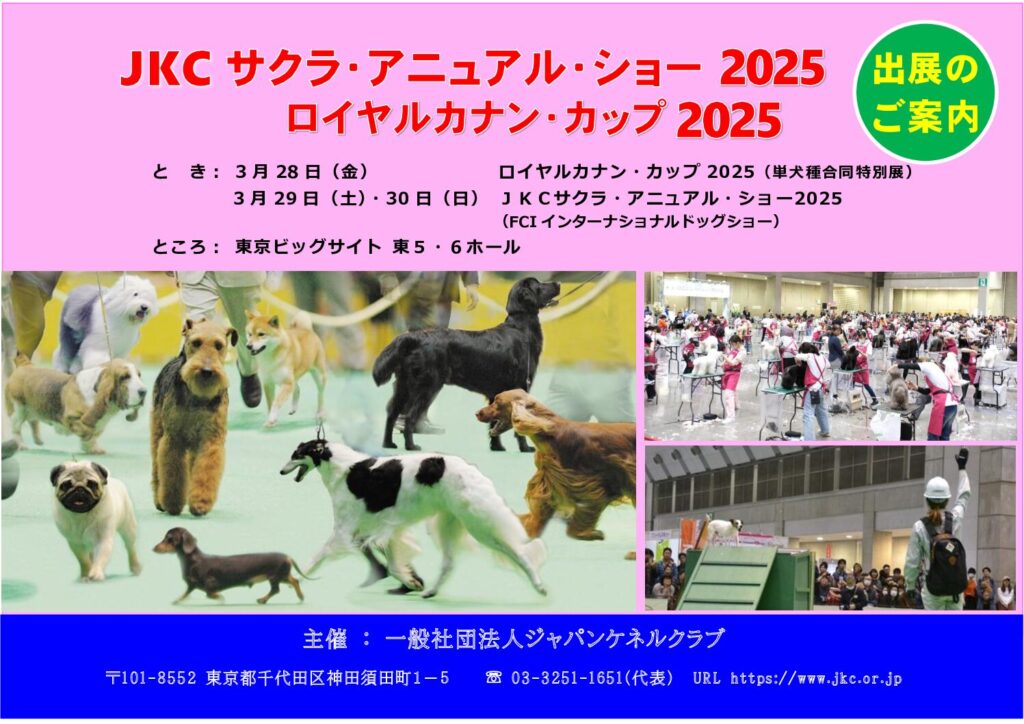 JKC サクラ・アニュアル・ショー 2025
ロイヤルカナン・カップ 2025
出展の
ご案内
と　き： 3月28日（金）　ロイヤルカナン・カップ 2025（単犬種合同特別展）
3月29日（土）・30日（日）　ＪＫＣサクラ・アニュアル・ショー2025
（FCI インターナショナルドッグショー）
ところ： 東京ビッグサイト 東５・６ホール
主催 ： 一般社団法人ジャパンケネルクラブ
〒101-8552 東京都千代田区神田須田町1－5　☎ 03-3251-1651(代表)　URL https://www.jkc.or.jp